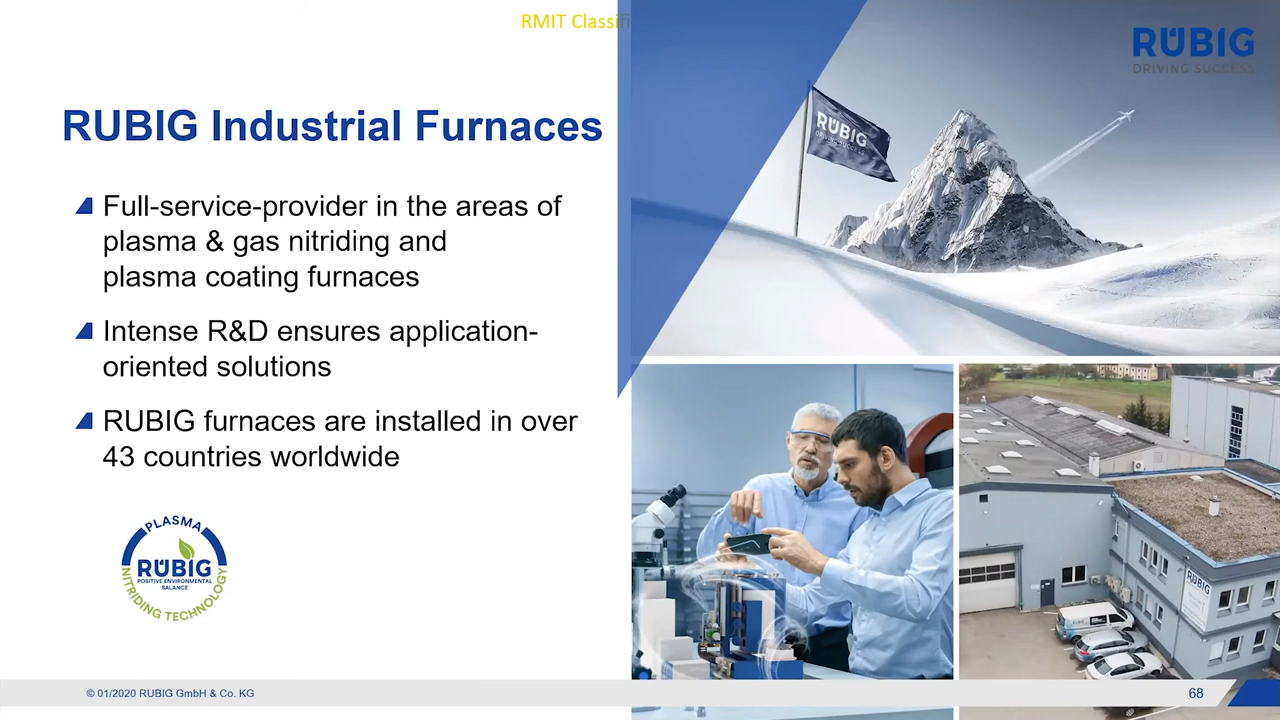 RMIT Classifi
RÜBIG
DRIVING SUCCESS
RUBIG Industrial Furnaces
RÜBIG
Full-service-provider in the areas of
plasma & gas nitriding and
plasma coating furnaces
Intense R&D ensures application-
oriented solutions
RUBIG furnaces are installed in over
43 countries worldwide
PLASMA
RÜBIG
POSITIVE ENVIRONMENTAL
BALANCE
NITRIDING TECHNOLOGY
RÜBIG
© 01/2020 RUBIG GmbH & Co. KG
68